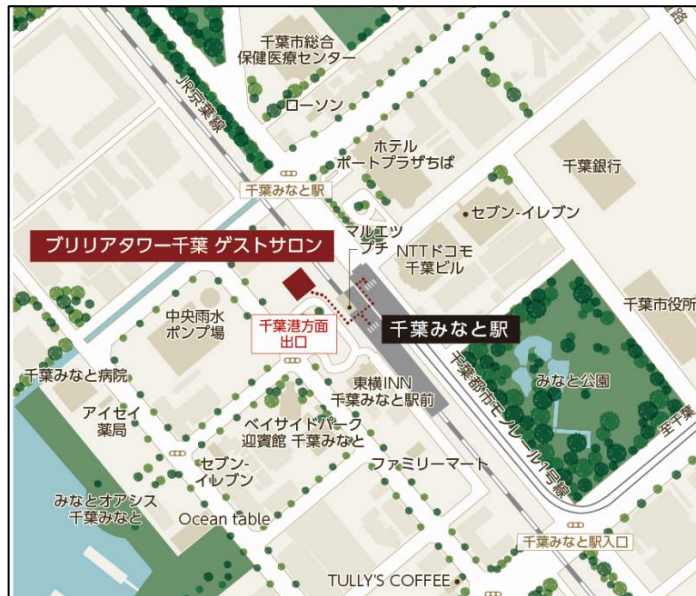 千葉市総合
保健医療センター
道路
JR京葉線
ローソン
ホテル
ポートプラザちば
千葉銀行
千葉みなと駅
セブン-イレブン
マルエツ
プチ
NTTドコモ
千葉ビル
ブリリアタワー千葉 ゲストサロン
千葉市役所
中央雨水
ポンプ場
千葉港方面
出口
千葉みなと駅
千葉みなと病院
東横INN
千葉みなと駅前
千葉都市モノレール1号線
みなと公園
至千葉
アイセイ
薬局
ベイサイドパーク
迎賓館 千葉みなと
セブン-
イレブン
ファミリーマート
みなとオアシス
千葉みなと
Ocean table
千葉みなと駅入口
TULLY'S COFFEE